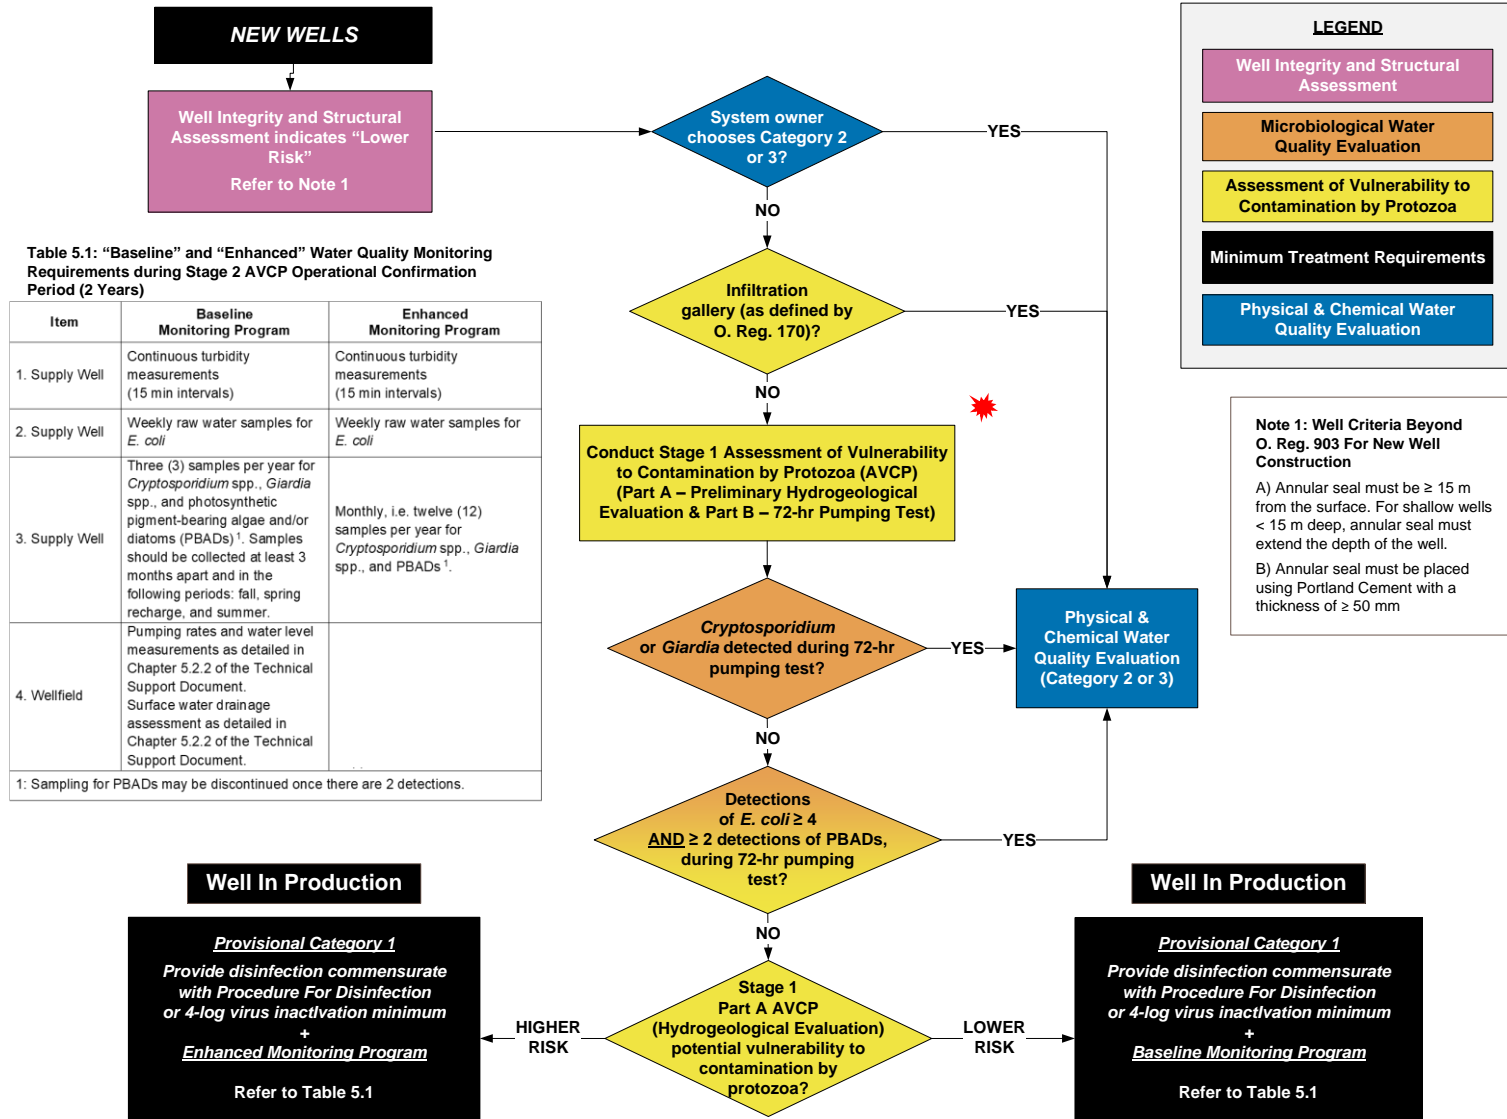 NEW WELLS
Well Integrity and Structural
Assessment indicates “Lower
Risk”
Refer to Note 1
System owner
chooses Category 2
or 3?
YES
NO
Infiltration
gallery (as defined by
O. Reg. 170)?
YES
NO
Conduct Stage 1 Assessment of Vulnerability
to Contamination by Protozoa (AVCP)
(Part A – Preliminary Hydrogeological
Evaluation & Part B – 72-hr Pumping Test)
Cryptosporidium
or Giardia detected during 72-hr
pumping test?
YES
NO
Physical &
Chemical Water
Quality Evaluation
(Category 2 or 3)
Detections
of E. coli ≥ 4
AND ≥ 2 detections of PBADs,
during 72-hr pumping
test?
YES
NO
Stage 1
Part A AVCP
(Hydrogeological Evaluation)
potential vulnerability to
contamination by
protozoa?
HIGHER
RISK
LOWER
RISK
Well In Production
Provisional Category 1
Provide disinfection commensurate
with Procedure For Disinfection
or 4-log virus inactIvation minimum
+
Enhanced Monitoring Program
Refer to Table 5.1
Well In Production
Provisional Category 1
Provide disinfection commensurate
with Procedure For Disinfection
or 4-log virus inactIvation minimum
+
Baseline Monitoring Program
Refer to Table 5.1
Table 5.1: “Baseline” and “Enhanced” Water Quality Monitoring
Requirements during Stage 2 AVCP Operational Confirmation
Period (2 Years)
Item
Baseline
Monitoring Program
Enhanced
Monitoring Program
1. Supply Well
Continuous turbidity
measurements
(15 min intervals)
Continuous turbidity
measurements
(15 min intervals)
2. Supply Well
Weekly raw water samples for
E. coli
Weekly raw water samples for
E. coli
3. Supply Well
Three (3) samples per year for
Cryptosporidium spp., Giardia
spp., and photosynthetic
pigment-bearing algae and/or
diatoms (PBADs) 1. Samples
should be collected at least 3
months apart and in the
following periods: fall, spring
recharge, and summer.
Monthly, i.e. twelve (12)
samples per year for
Cryptosporidium spp., Giardia
spp., and PBADs 1.
4. Wellfield
Pumping rates and water level
measurements as detailed in
Chapter 5.2.2 of the Technical
Support Document.
Surface water drainage
assessment as detailed in
Chapter 5.2.2 of the Technical
Support Document.
1: Sampling for PBADs may be discontinued once there are 2 detections.
LEGEND
Well Integrity and Structural
Assessment
Microbiological Water
Quality Evaluation
Assessment of Vulnerability to
Contamination by Protozoa
Minimum Treatment Requirements
Physical & Chemical Water
Quality Evaluation
Note 1: Well Criteria Beyond
O. Reg. 903 For New Well
Construction
A) Annular seal must be ≥ 15 m
from the surface. For shallow wells
< 15 m deep, annular seal must
extend the depth of the well.
B) Annular seal must be placed
using Portland Cement with a
thickness of ≥ 50 mm